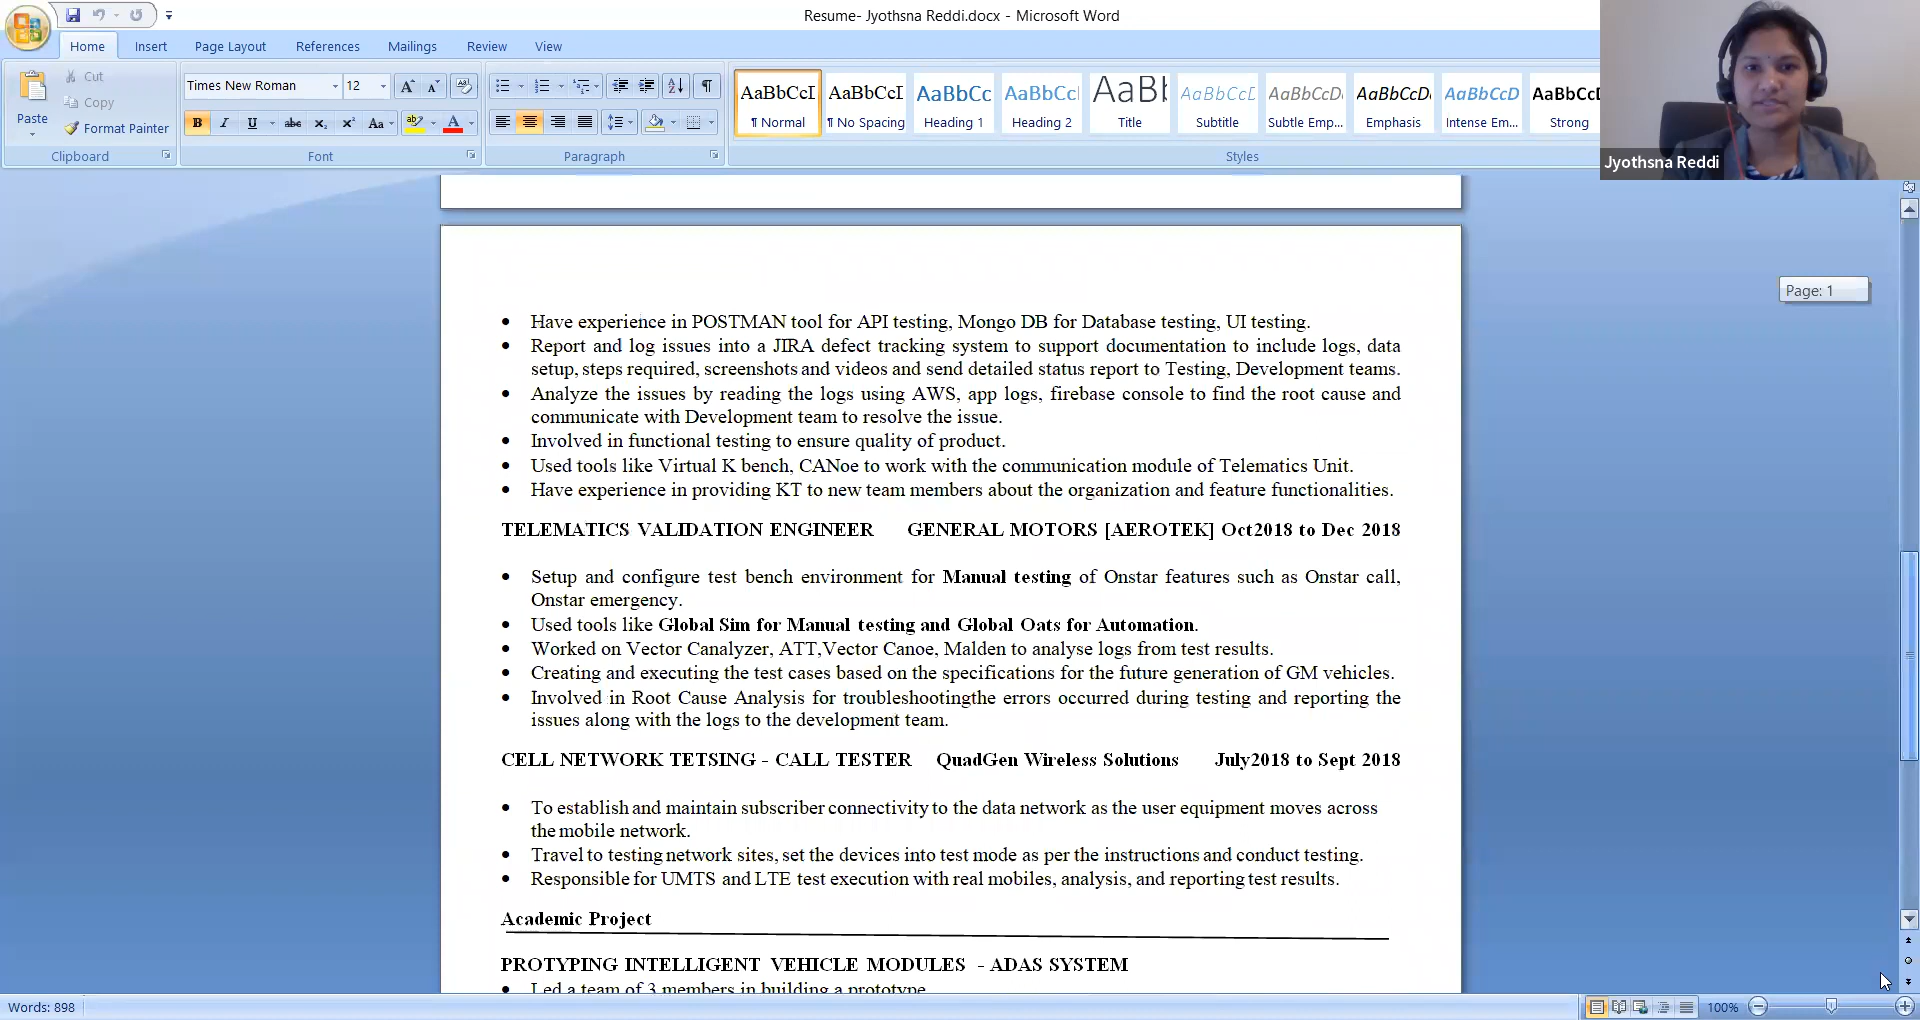 Resume- Jyothsna Reddi.docx - Microsoft Word
Home Insert Page Layout References Mailings Review View
Cut
Copy
Format Painter
Paste
Clipboard
Times New Roman 12
Font
Paragraph
AaBbCcI AaBbCcI AaBbCc AaBbCcI AaBl AaBbCcL AaBbCcDi AaBbCcDi AaBbCcD AaBbCcD
¶ Normal ¶ No Spacing Heading 1 Heading 2 Title Subtitle Subtle Emp... Emphasis Intense Em... Strong
Styles
Jyothsna Reddi
Page: 1
• Have experience in POSTMAN tool for API testing, Mongo DB for Database testing, UI testing.
• Report and log issues into a JIRA defect tracking system to support documentation to include logs, data
setup, steps required, screenshots and videos and send detailed status report to Testing, Development teams.
• Analyze the issues by reading the logs using AWS, app logs, firebase console to find the root cause and
communicate with Development team to resolve the issue.
• Involved in functional testing to ensure quality of product.
• Used tools like Virtual K bench, CANoe to work with the communication module of Telematics Unit.
• Have experience in providing KT to new team members about the organization and feature functionalities.
TELEMATICS VALIDATION ENGINEER GENERAL MOTORS [AEROTEK] Oct2018 to Dec 2018
• Setup and configure test bench environment for Manual testing of Onstar features such as Onstar call,
Onstar emergency.
• Used tools like Global Sim for Manual testing and Global Oats for Automation.
• Worked on Vector Canalyzer, ATT,Vector Canoe, Malden to analyse logs from test results.
• Creating and executing the test cases based on the specifications for the future generation of GM vehicles.
• Involved in Root Cause Analysis for troubleshootingthe errors occurred during testing and reporting the
issues along with the logs to the development team.
CELL NETWORK TETSING - CALL TESTER QuadGen Wireless Solutions July2018 to Sept 2018
• To establish and maintain subscriber connectivity to the data network as the user equipment moves across
the mobile network.
• Travel to testing network sites, set the devices into test mode as per the instructions and conduct testing.
• Responsible for UMTS and LTE test execution with real mobiles, analysis, and reporting test results.
Academic Project
PROTYPING INTELLIGENT VEHICLE MODULES - ADAS SYSTEM
• Led a team of 3 members in building a prototype
Words: 898
100%